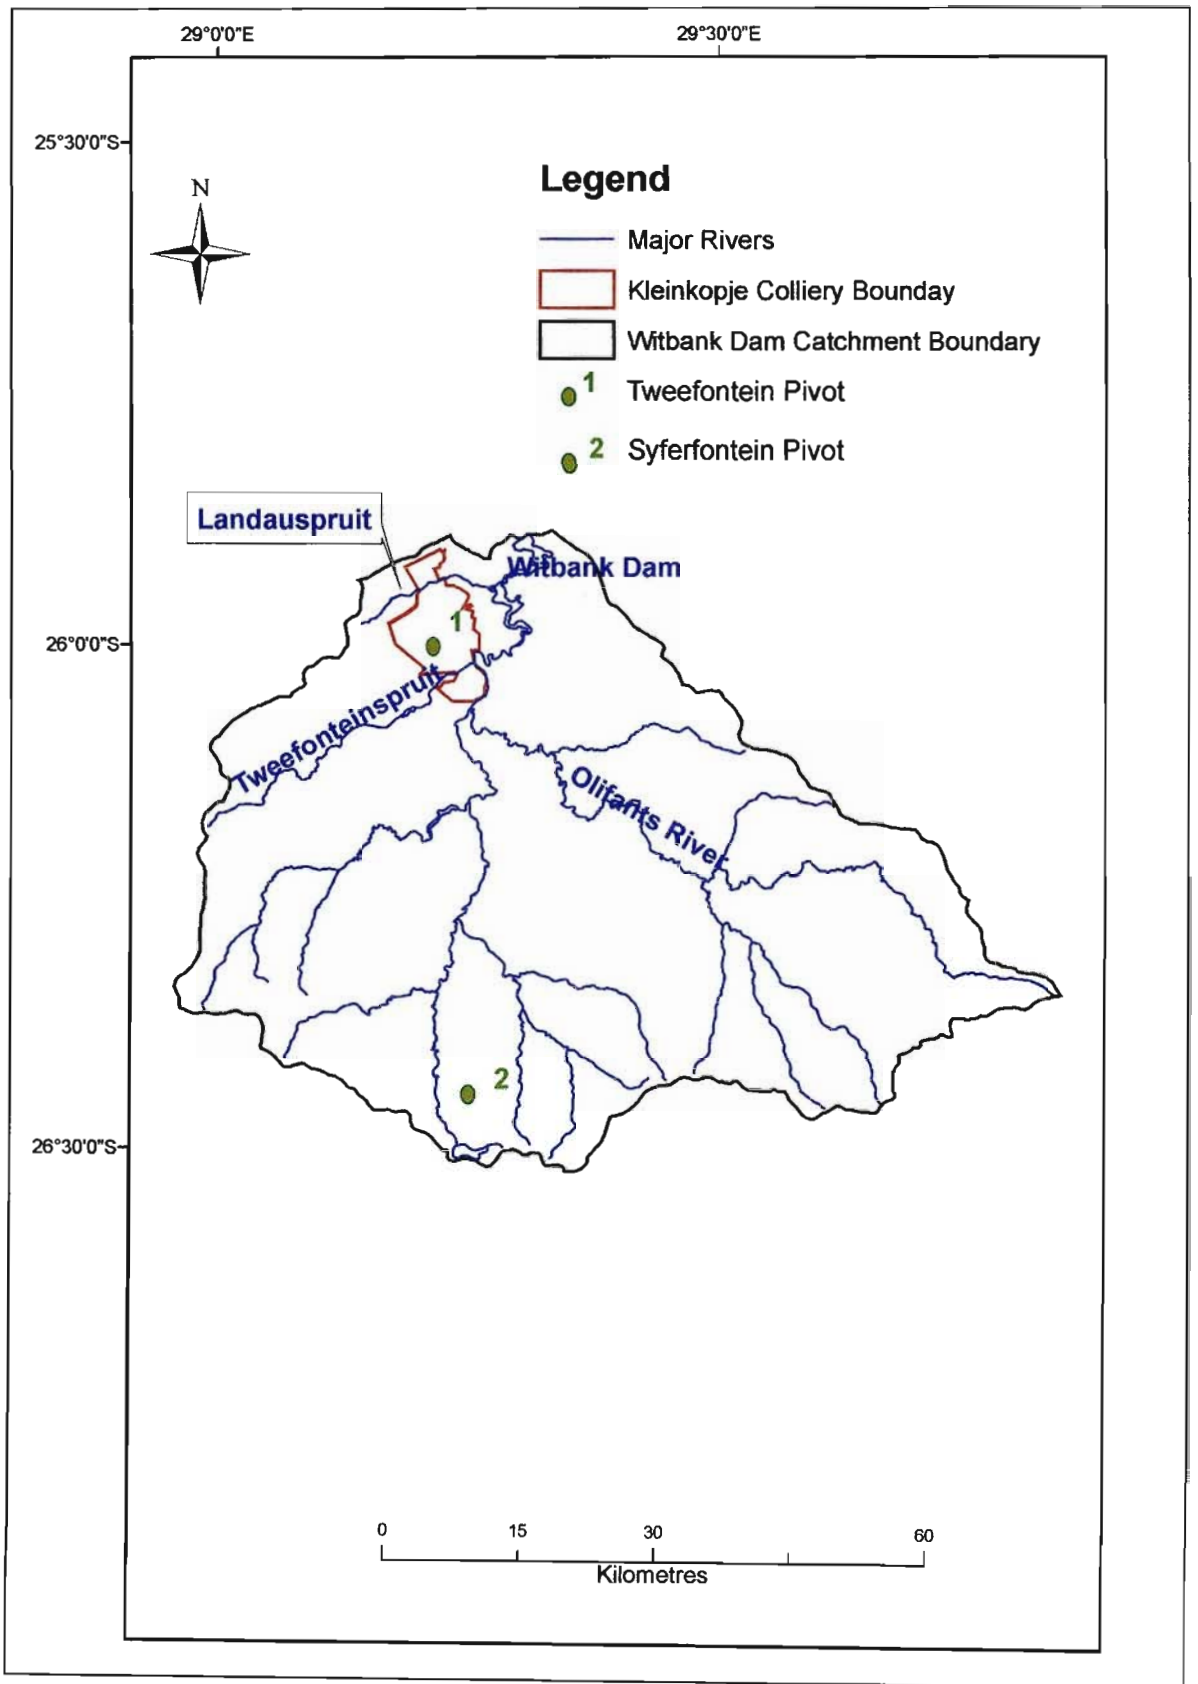 29°0'0"E
29°30'0"E
25°30'0"S
N
Legend
Major Rivers
Kleinkopje Colliery Bounday
Witbank Dam Catchment Boundary
1
Tweefontein Pivot
2
Syferfontein Pivot
Landauspruit
Witbank Dam
1
26°0'0"S
Tweefonteinspruit
Olifants River
2
26°30'0"S
0
15
30
60
Kilometres